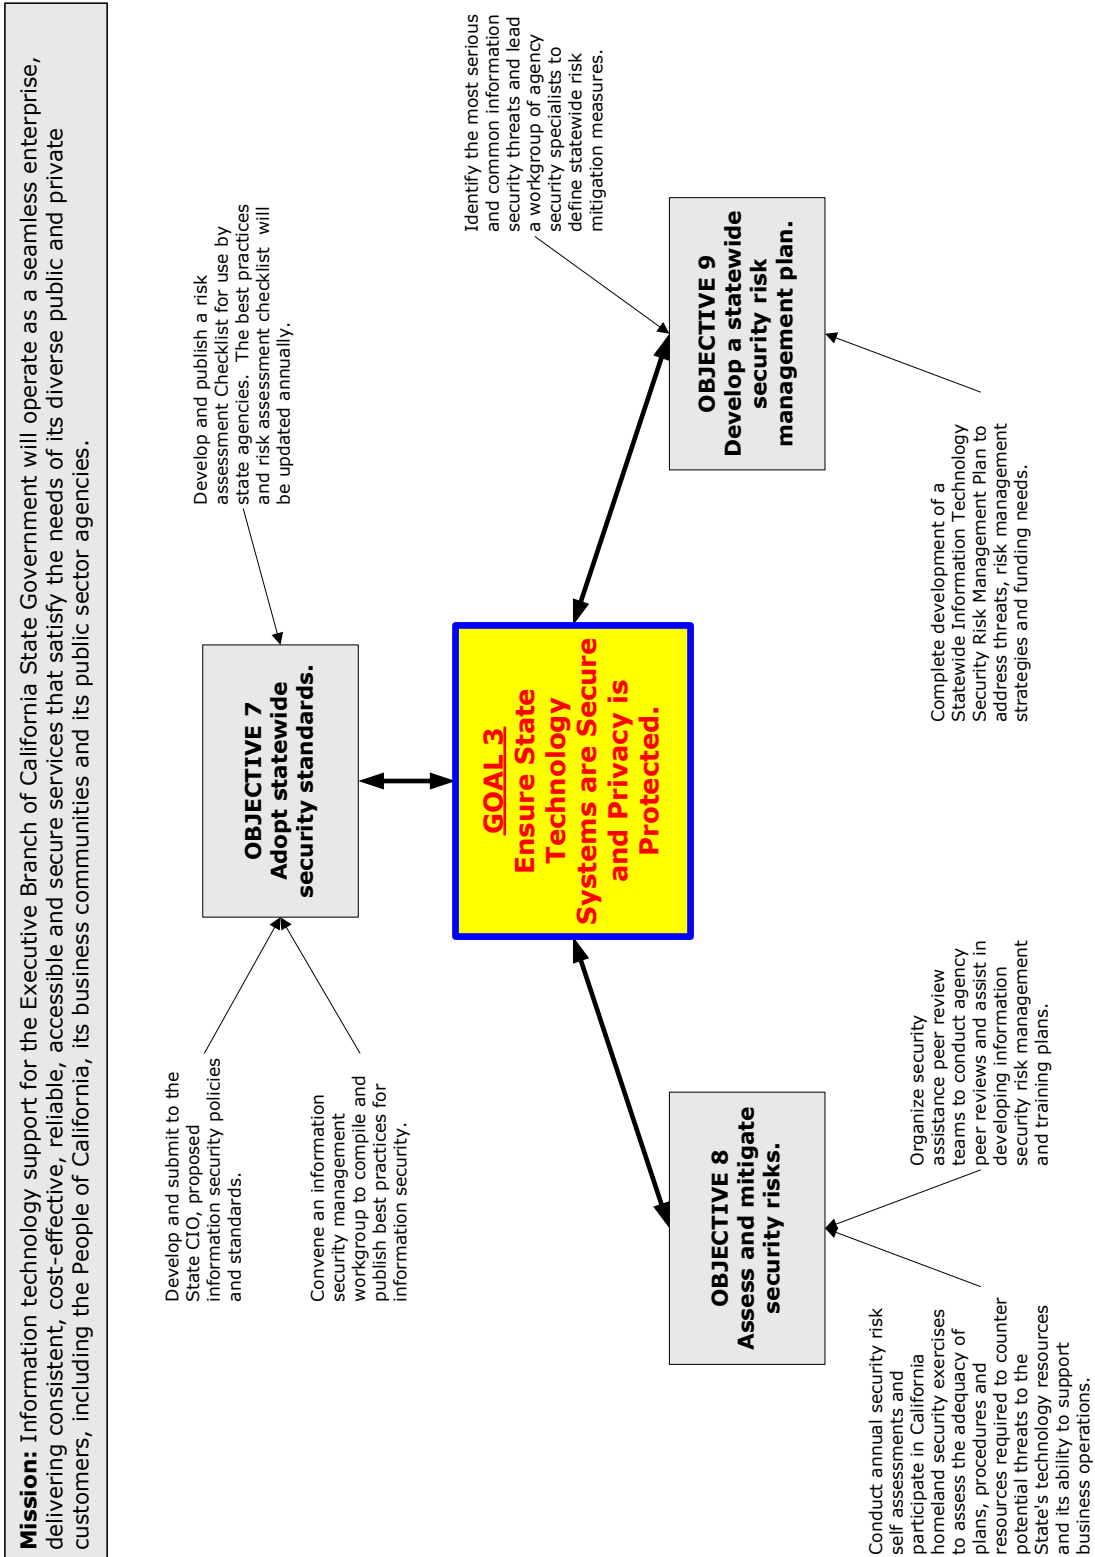 Mission: Information technology support for the Executive Branch of California State Government will operate as a seamless enterprise,
delivering consistent, cost-effective, reliable, accessible and secure services that satisfy the needs of its diverse public and private
customers, including the People of California, its business communities and its public sector agencies.
Develop and submit to the
State CIO, proposed
information security policies
and standards.
Convene an information
security management
workgroup to compile and
publish best practices for
information security.
OBJECTIVE 7
Adopt statewide
security standards.
Develop and publish a risk
assessment Checklist for use by
state agencies. The best practices
and risk assessment checklist will
be updated annually.
GOAL 3
Ensure State
Technology
Systems are Secure
and Privacy is
Protected.
OBJECTIVE 8
Assess and mitigate
security risks.
Conduct annual security risk
self assessments and
participate in California
homeland security exercises
to assess the adequacy of
plans, procedures and
resources required to counter
potential threats to the
State's technology resources
and its ability to support
business operations.
Organize security
assistance peer review
teams to conduct agency
peer reviews and assist in
developing information
security risk management
and training plans.
Identify the most serious
and common information
security threats and lead
a workgroup of agency
security specialists to
define statewide risk
mitigation measures.
OBJECTIVE 9
Develop a statewide
security risk
management plan.
Complete development of a
Statewide Information Technology
Security Risk Management Plan to
address threats, risk management
strategies and funding needs.